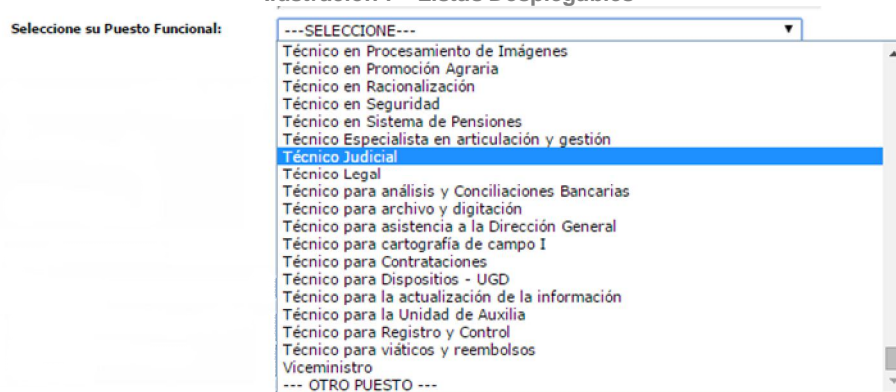 Seleccione su Puesto Funcional:
---SELECCIONE---
Técnico en Procesamiento de Imágenes
Técnico en Promoción Agraria
Técnico en Racionalización
Técnico en Seguridad
Técnico en Sistema de Pensiones
Técnico Especialista en articulación y gestión
Técnico Judicial
Técnico Legal
Técnico para análisis y Conciliaciones Bancarias
Técnico para archivo y digitación
Técnico para asistencia a la Dirección General
Técnico para cartografía de campo I
Técnico para Contrataciones
Técnico para Dispositios - UGD
Técnico para la actualización de la información
Técnico para la Unidad de Auxilia
Técnico para Registro y Control
Técnico para viáticos y reembolsos
Viceministro
--- OTRO PUESTO ---